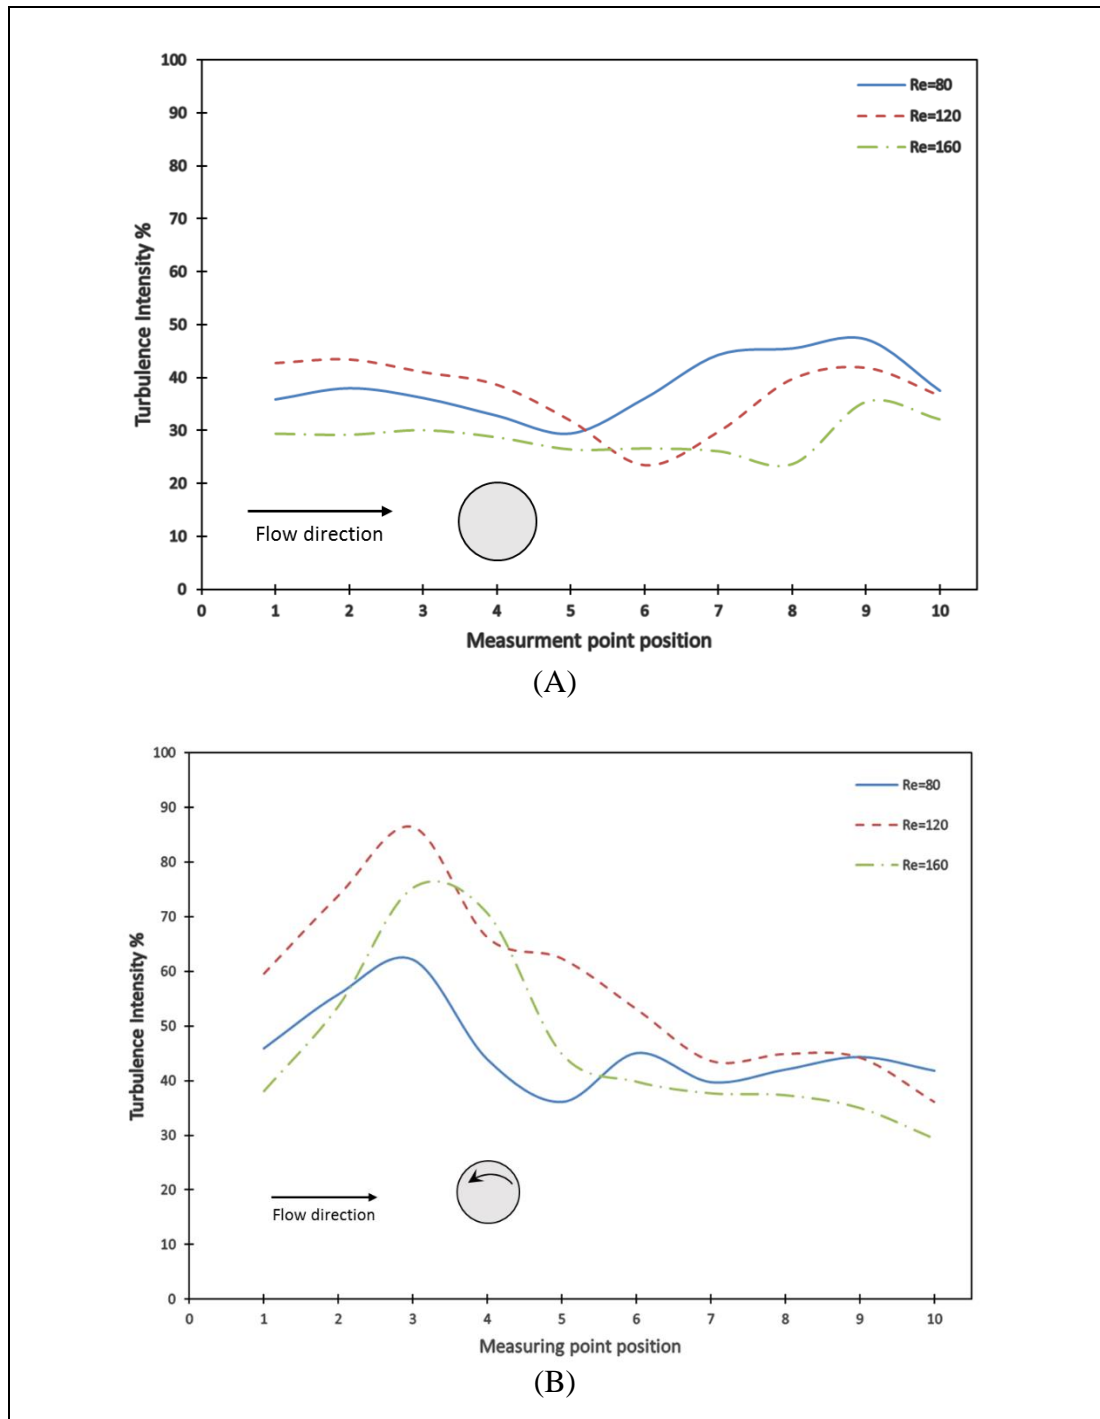 100
90
80
70
60
50
40
30
20
10
0
Turbulence Intensity %
Re=80
Re=120
Re=160
Flow direction
0 1 2 3 4 5 6 7 8 9 10
Measurment point position
(A)
100
90
80
70
60
50
40
30
20
10
0
Turbulence Intensity %
Re=80
Re=120
Re=160
Flow direction
0 1 2 3 4 5 6 7 8 9 10
Measuring point position
(B)